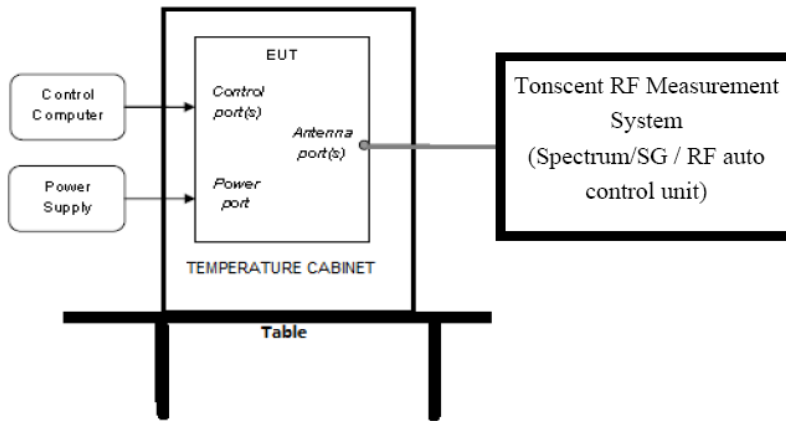 Control
Computer
Power
Supply
EUT
Control
port(s)
Antenna
port(s)
Power
port
TEMPERATURE CABINET
Table
Tonscent RF Measurement
System
(Spectrum/SG / RF auto
control unit)